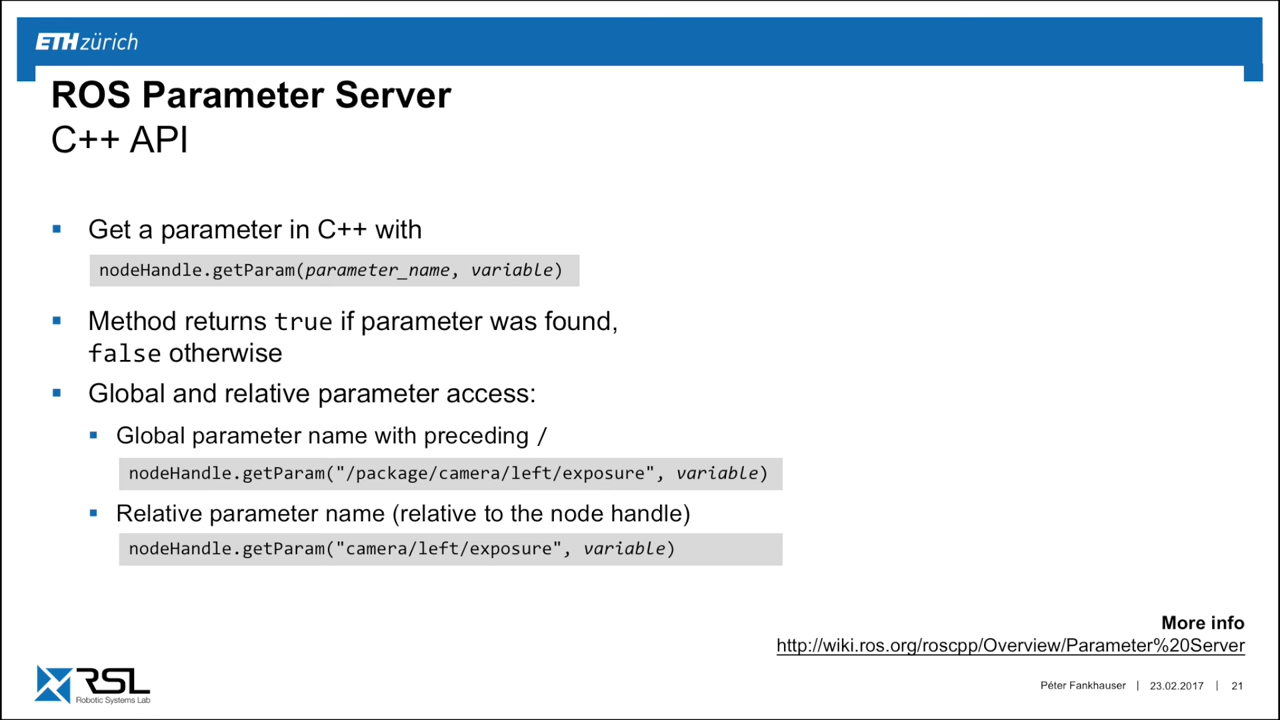 ETH zürich
ROS Parameter Server
C++ API
Get a parameter in C++ with
nodeHandle.getParam(parameter_name, variable)
Method returns true if parameter was found,
false otherwise
Global and relative parameter access:
Global parameter name with preceding /
nodeHandle.getParam("/package/camera/left/exposure", variable)
Relative parameter name (relative to the node handle)
nodeHandle.getParam("camera/left/exposure", variable)
More info
http://wiki.ros.org/roscpp/Overview/Parameter%20Server
RSL
Robotic Systems Lab
Péter Fankhauser | 23.02.2017 | 21